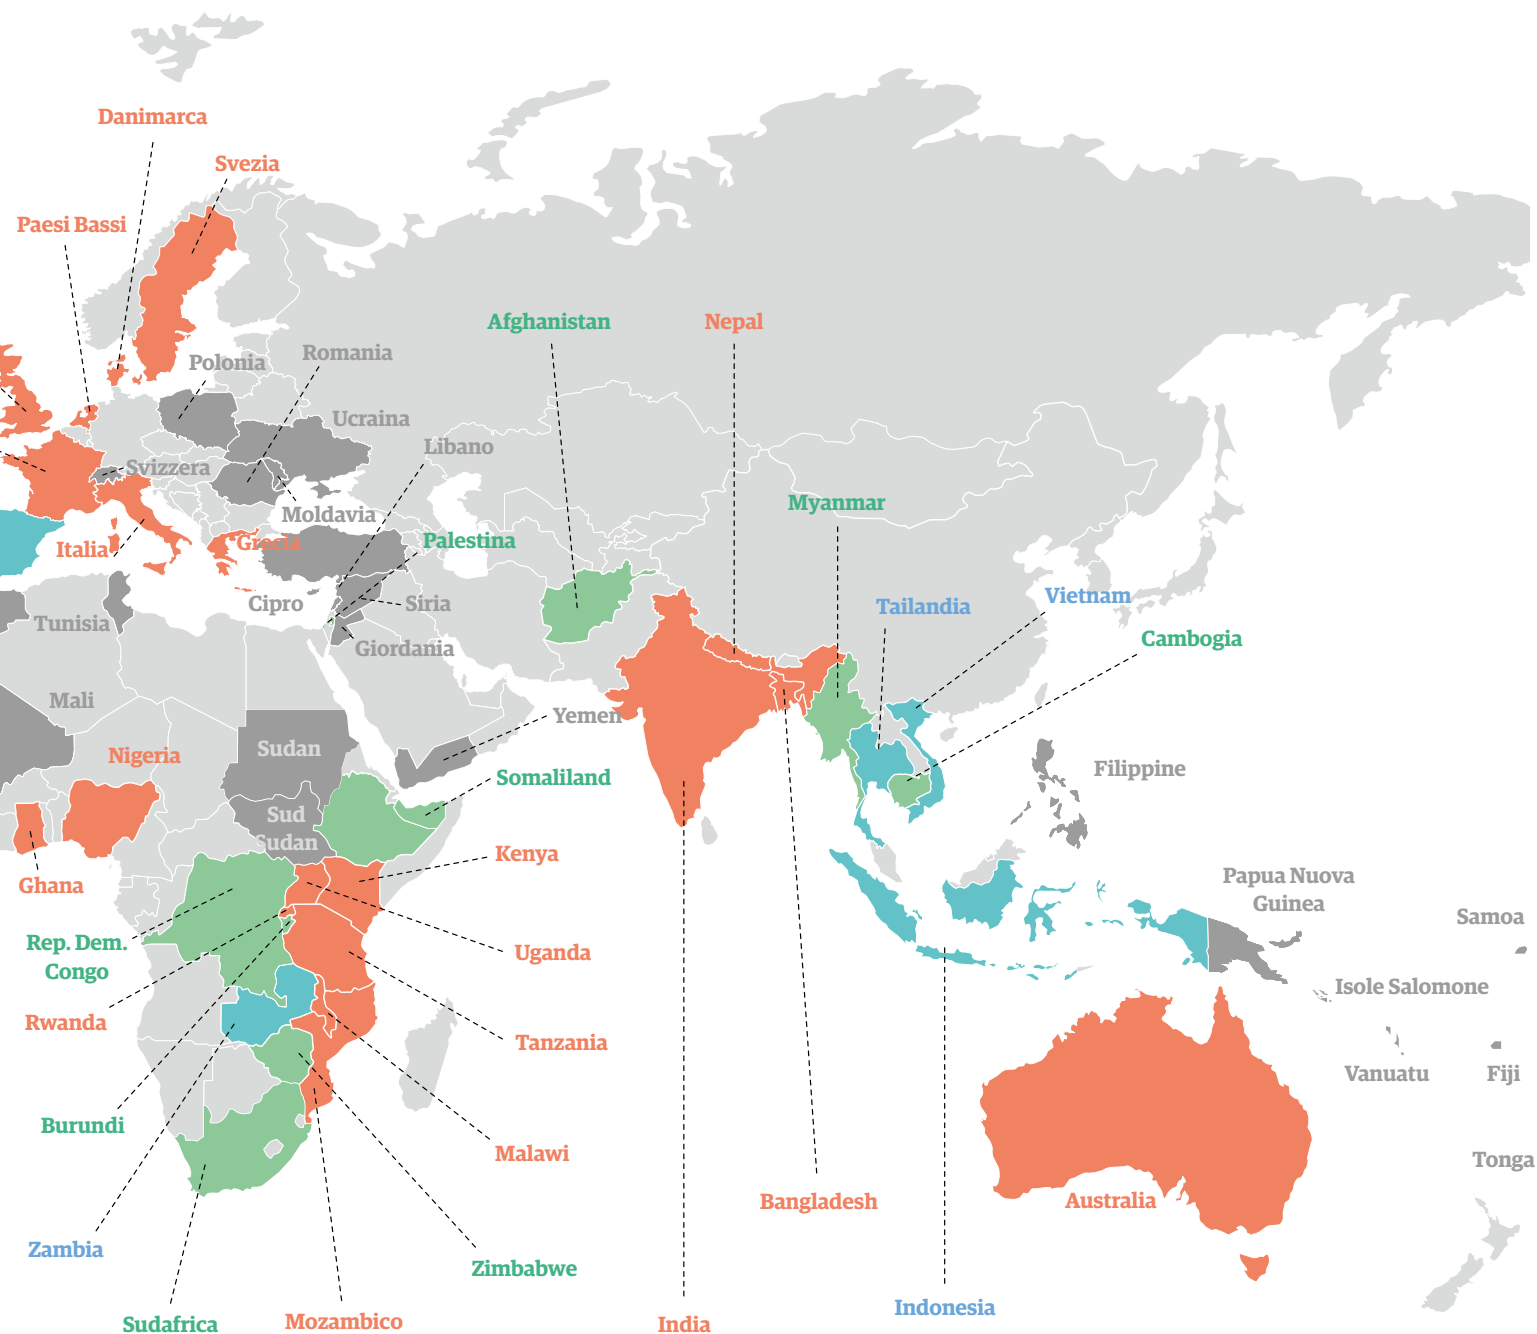 Danimarca
Svezia
Paesi Bassi
Afghanistan
Nepal
Romania
Polonia
Ucraina
Libano
Svizzera
Myanmar
Moldavia
Palestina
Grecia
Italia
Vietnam
Cipro
Siria
Tailandia
Tunisia
Cambogia
Giordania
Mali
Yemen
Sudan
Nigeria
Filippine
Somaliland
Sud
Sudan
Kenya
Papua Nuova
Guinea
Ghana
Samoa
Rep. Dem.
Congo
Uganda
Isole Salomone
Rwanda
Tanzania
Vanuatu
Fiji
Burundi
Malawi
Tonga
Bangladesh
Australia
Zambia
Zimbabwe
Indonesia
Sudafrica
Mozambico
India